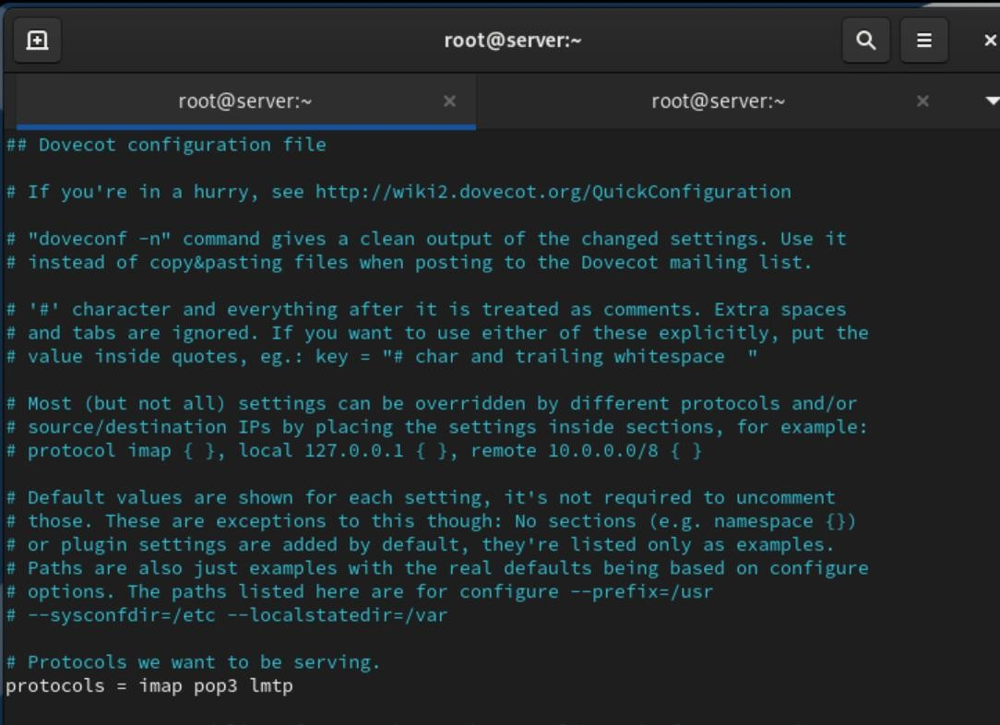 root@server:~
root@server:~ root@server:~
## Dovecot configuration file
# If you're in a hurry, see http://wiki2.dovecot.org/QuickConfiguration
# "doveconf -n" command gives a clean output of the changed settings. Use it
# instead of copy&pasting files when posting to the Dovecot mailing list.
# '#' character and everything after it is treated as comments. Extra spaces
# and tabs are ignored. If you want to use either of these explicitly, put the
# value inside quotes, eg.: key = "# char and trailing whitespace  "
# Most (but not all) settings can be overridden by different protocols and/or
# source/destination IPs by placing the settings inside sections, for example:
# protocol imap { }, local 127.0.0.1 { }, remote 10.0.0.0/8 { }
# Default values are shown for each setting, it's not required to uncomment
# those. These are exceptions to this though: No sections (e.g. namespace {})
# or plugin settings are added by default, they're listed only as examples.
# Paths are also just examples with the real defaults being based on configure
# options. The paths listed here are for configure --prefix=/usr
# --sysconfdir=/etc --localstatedir=/var
# Protocols we want to be serving.
protocols = imap pop3 lmtp